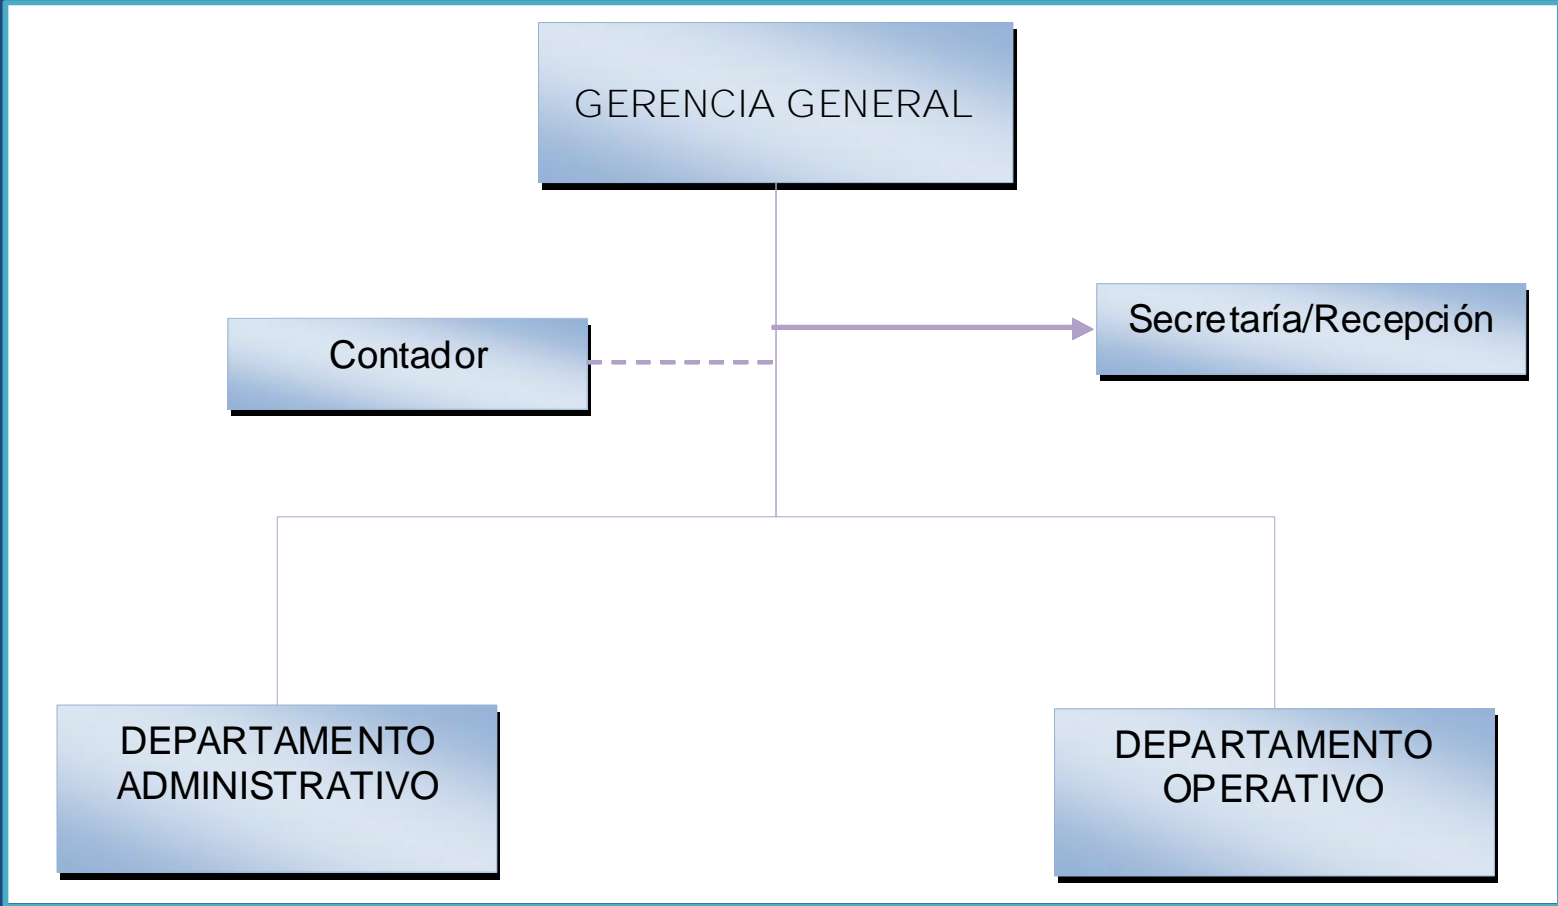 GERENCIA GENERAL
Secretaría/Recepción
Contador
DEPARTAMENTO
ADMINISTRATIVO
DEPARTAMENTO
OPERATIVO